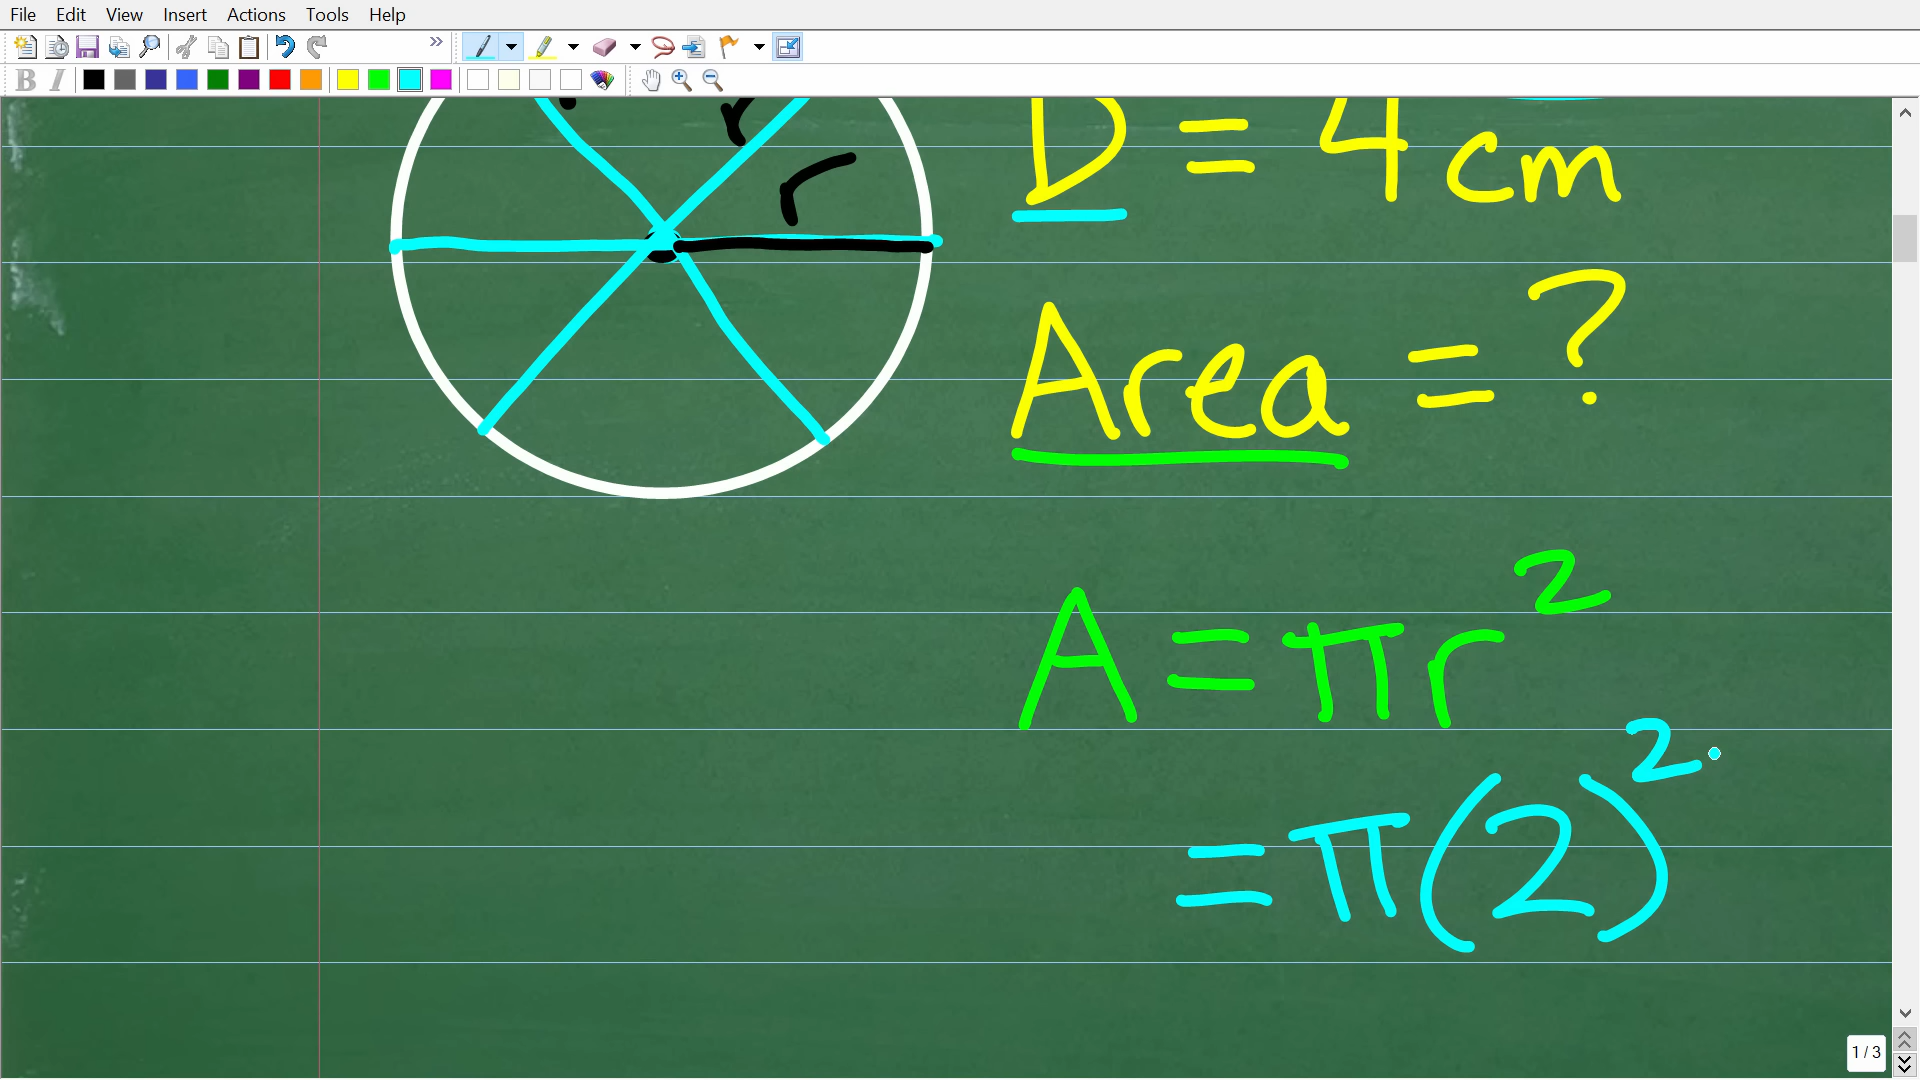 File Edit View Insert Actions Tools Help
B I
r
r
D = 4 cm
Area = ?
A = πr²
= π(2)²
1 / 3